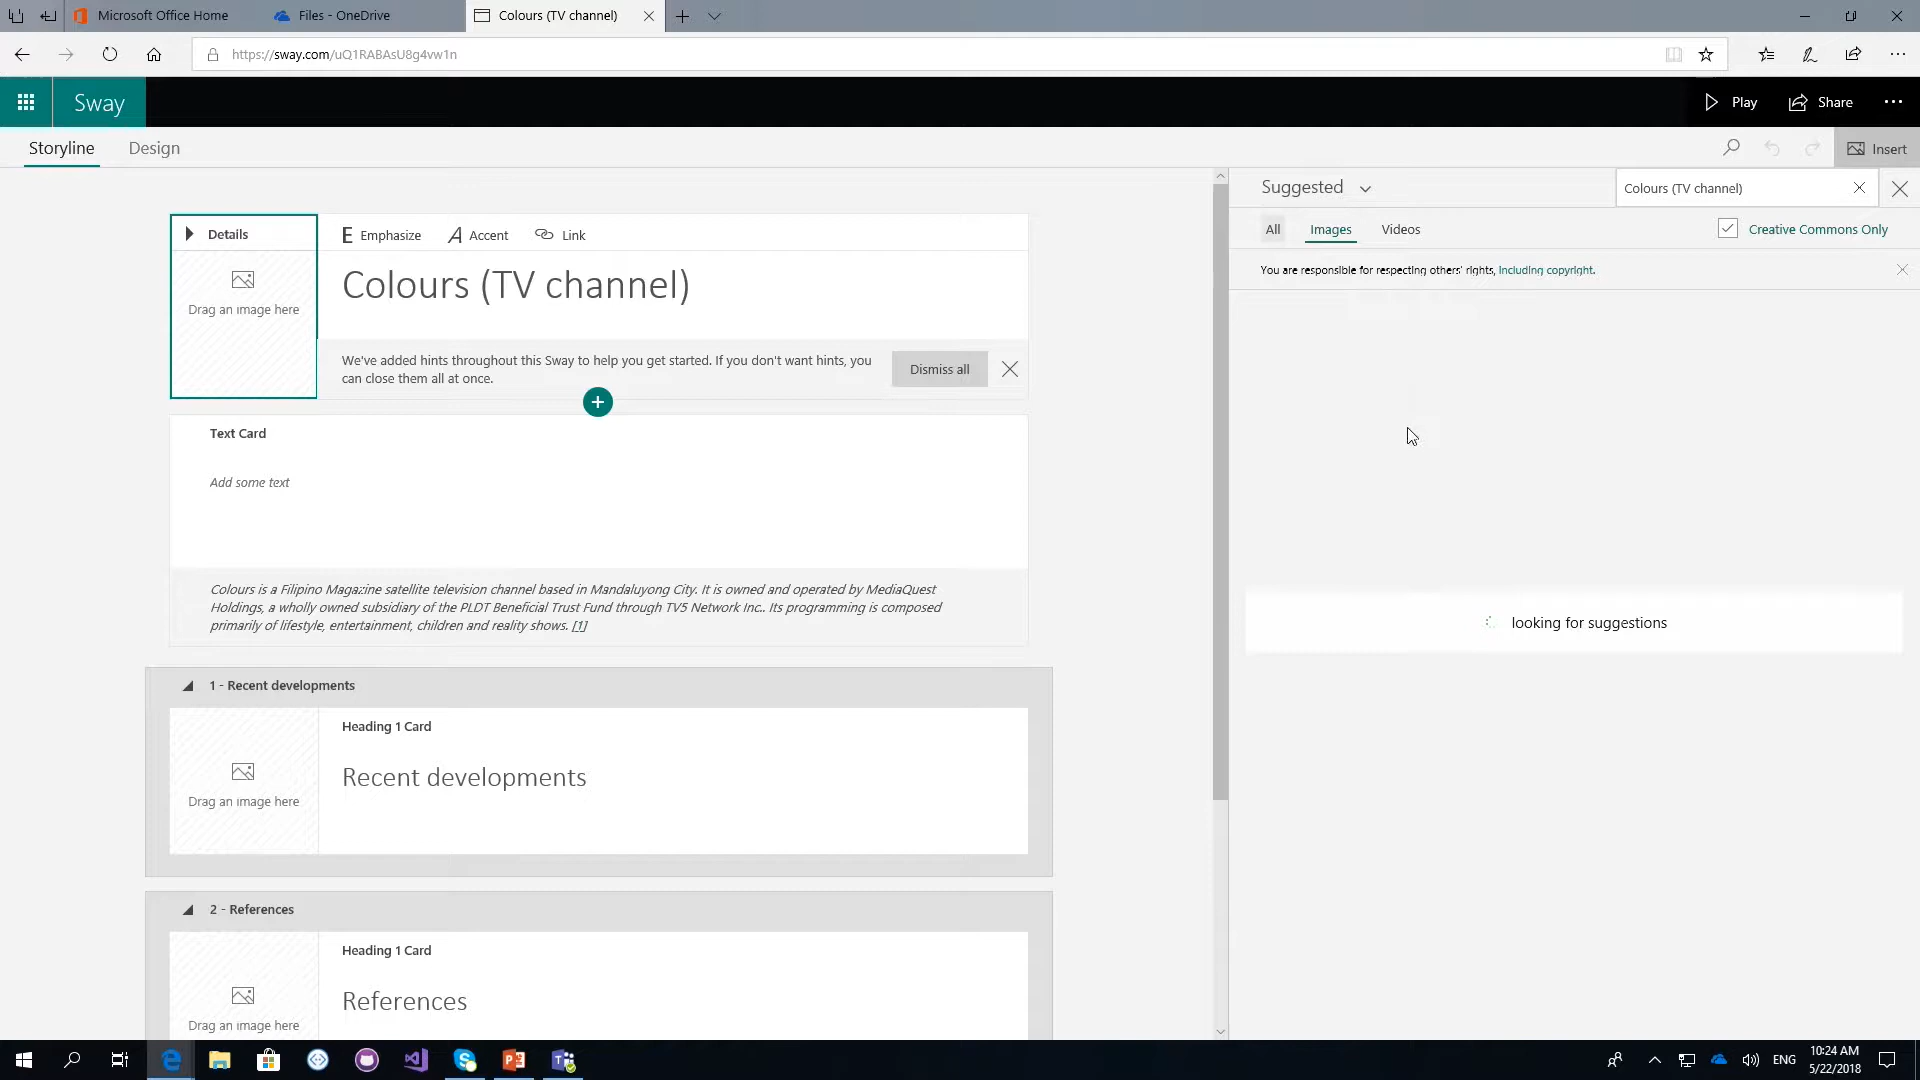 Microsoft Office Home
Files - OneDrive
Colours (TV channel)
https://sway.com/uQ1RABAsU8g4vw1n
Sway
Play
Share
Storyline
Design
Insert
Suggested
Colours (TV channel)
All
Images
Videos
Creative Commons Only
You are responsible for respecting others' rights, including copyright.
looking for suggestions
Details
E Emphasize
A Accent
Link
Drag an image here
Colours (TV channel)
We've added hints throughout this Sway to help you get started. If you don't want hints, you
can close them all at once.
Dismiss all
Text Card
Add some text
Colours is a Filipino Magazine satellite television channel based in Mandaluyong City. It is owned and operated by MediaQuest
Holdings, a wholly owned subsidiary of the PLDT Beneficial Trust Fund through TV5 Network Inc.. Its programming is composed
primarily of lifestyle, entertainment, children and reality shows. [1]
1 - Recent developments
Heading 1 Card
Drag an image here
Recent developments
2 - References
Heading 1 Card
Drag an image here
References
ENG
10:24 AM
5/22/2018